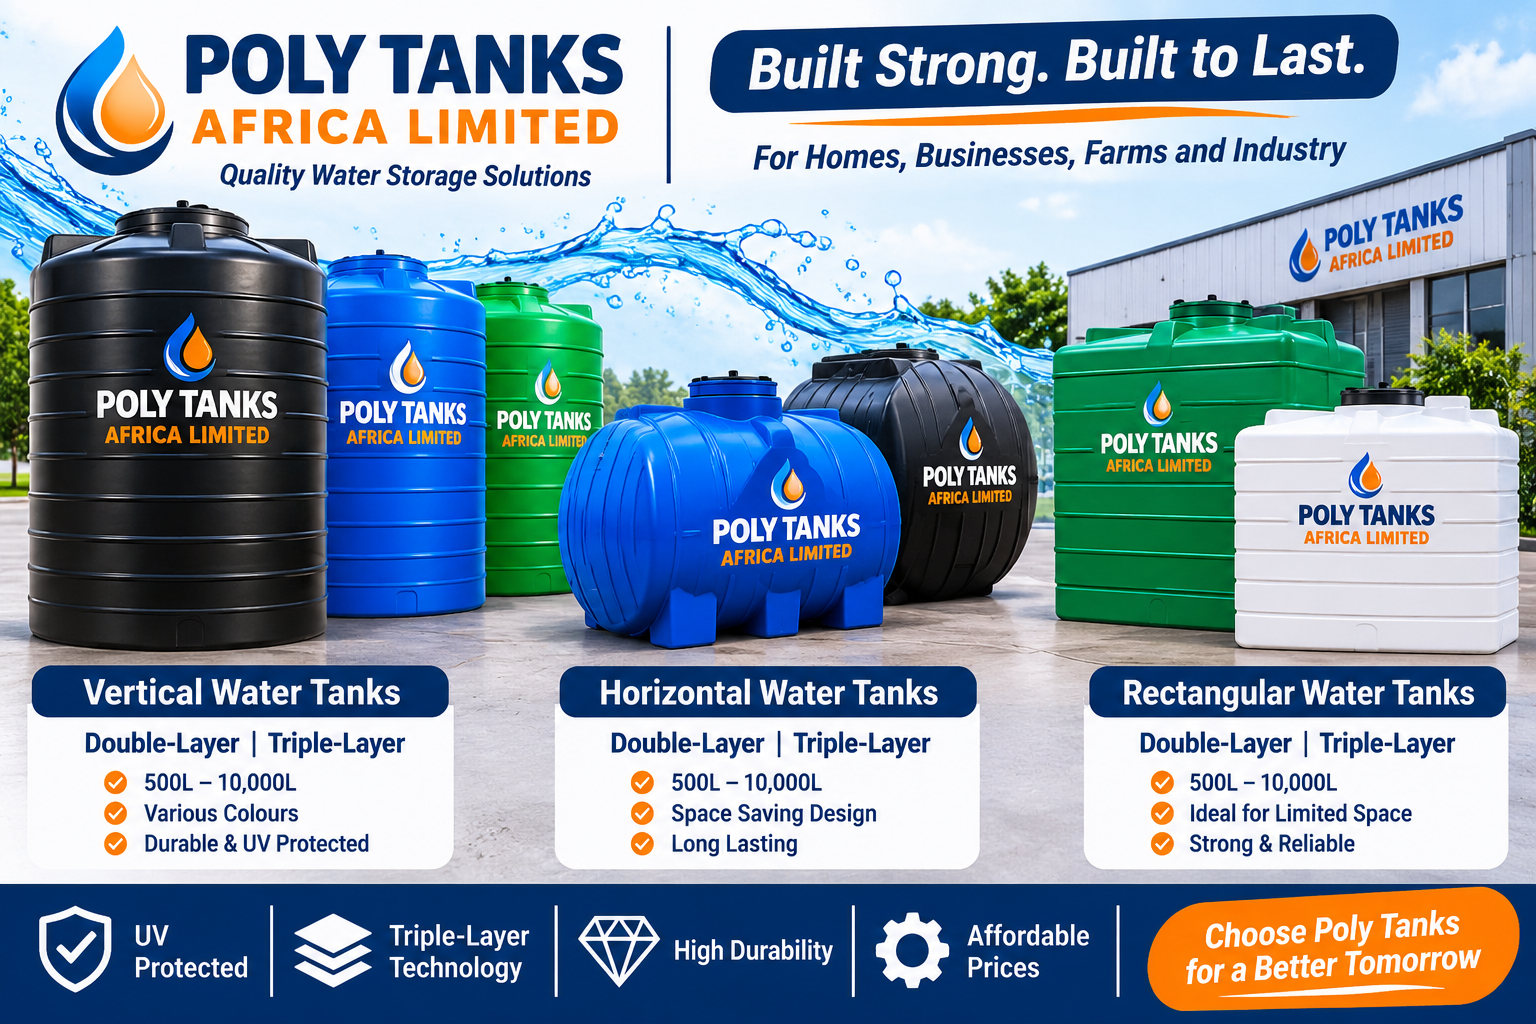 POLY TANKS
AFRICA LIMITED
Quality Water Storage Solutions
Built Strong. Built to Last.
For Homes, Businesses, Farms and Industry
POLY TANKS
AFRICA LIMITED
POLY TANKS
AFRICA LIMITED
POLY TANKS
AFRICA LIMITED
POLY TANKS
AFRICA LIMITED
POLY TANKS
AFRICA LIMITED
POLY TANKS
AFRICA LIMITED
POLY TANKS
AFRICA LIMITED
POLY TANKS
AFRICA LIMITED
Vertical Water Tanks
Double-Layer | Triple-Layer
500L – 10,000L
Various Colours
Durable & UV Protected
Horizontal Water Tanks
Double-Layer | Triple-Layer
500L – 10,000L
Space Saving Design
Long Lasting
Rectangular Water Tanks
Double-Layer | Triple-Layer
500L – 10,000L
Ideal for Limited Space
Strong & Reliable
UV
Protected
Triple-Layer
Technology
High Durability
Affordable
Prices
Choose Poly Tanks
for a Better Tomorrow